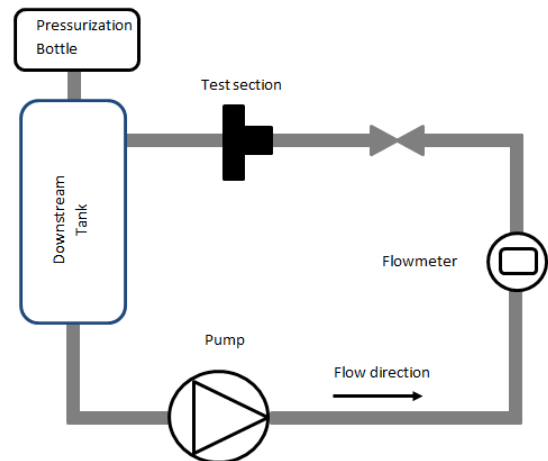 Pressurization
Bottle
Test section
Downstream
Tank
Flowmeter
Pump
Flow direction